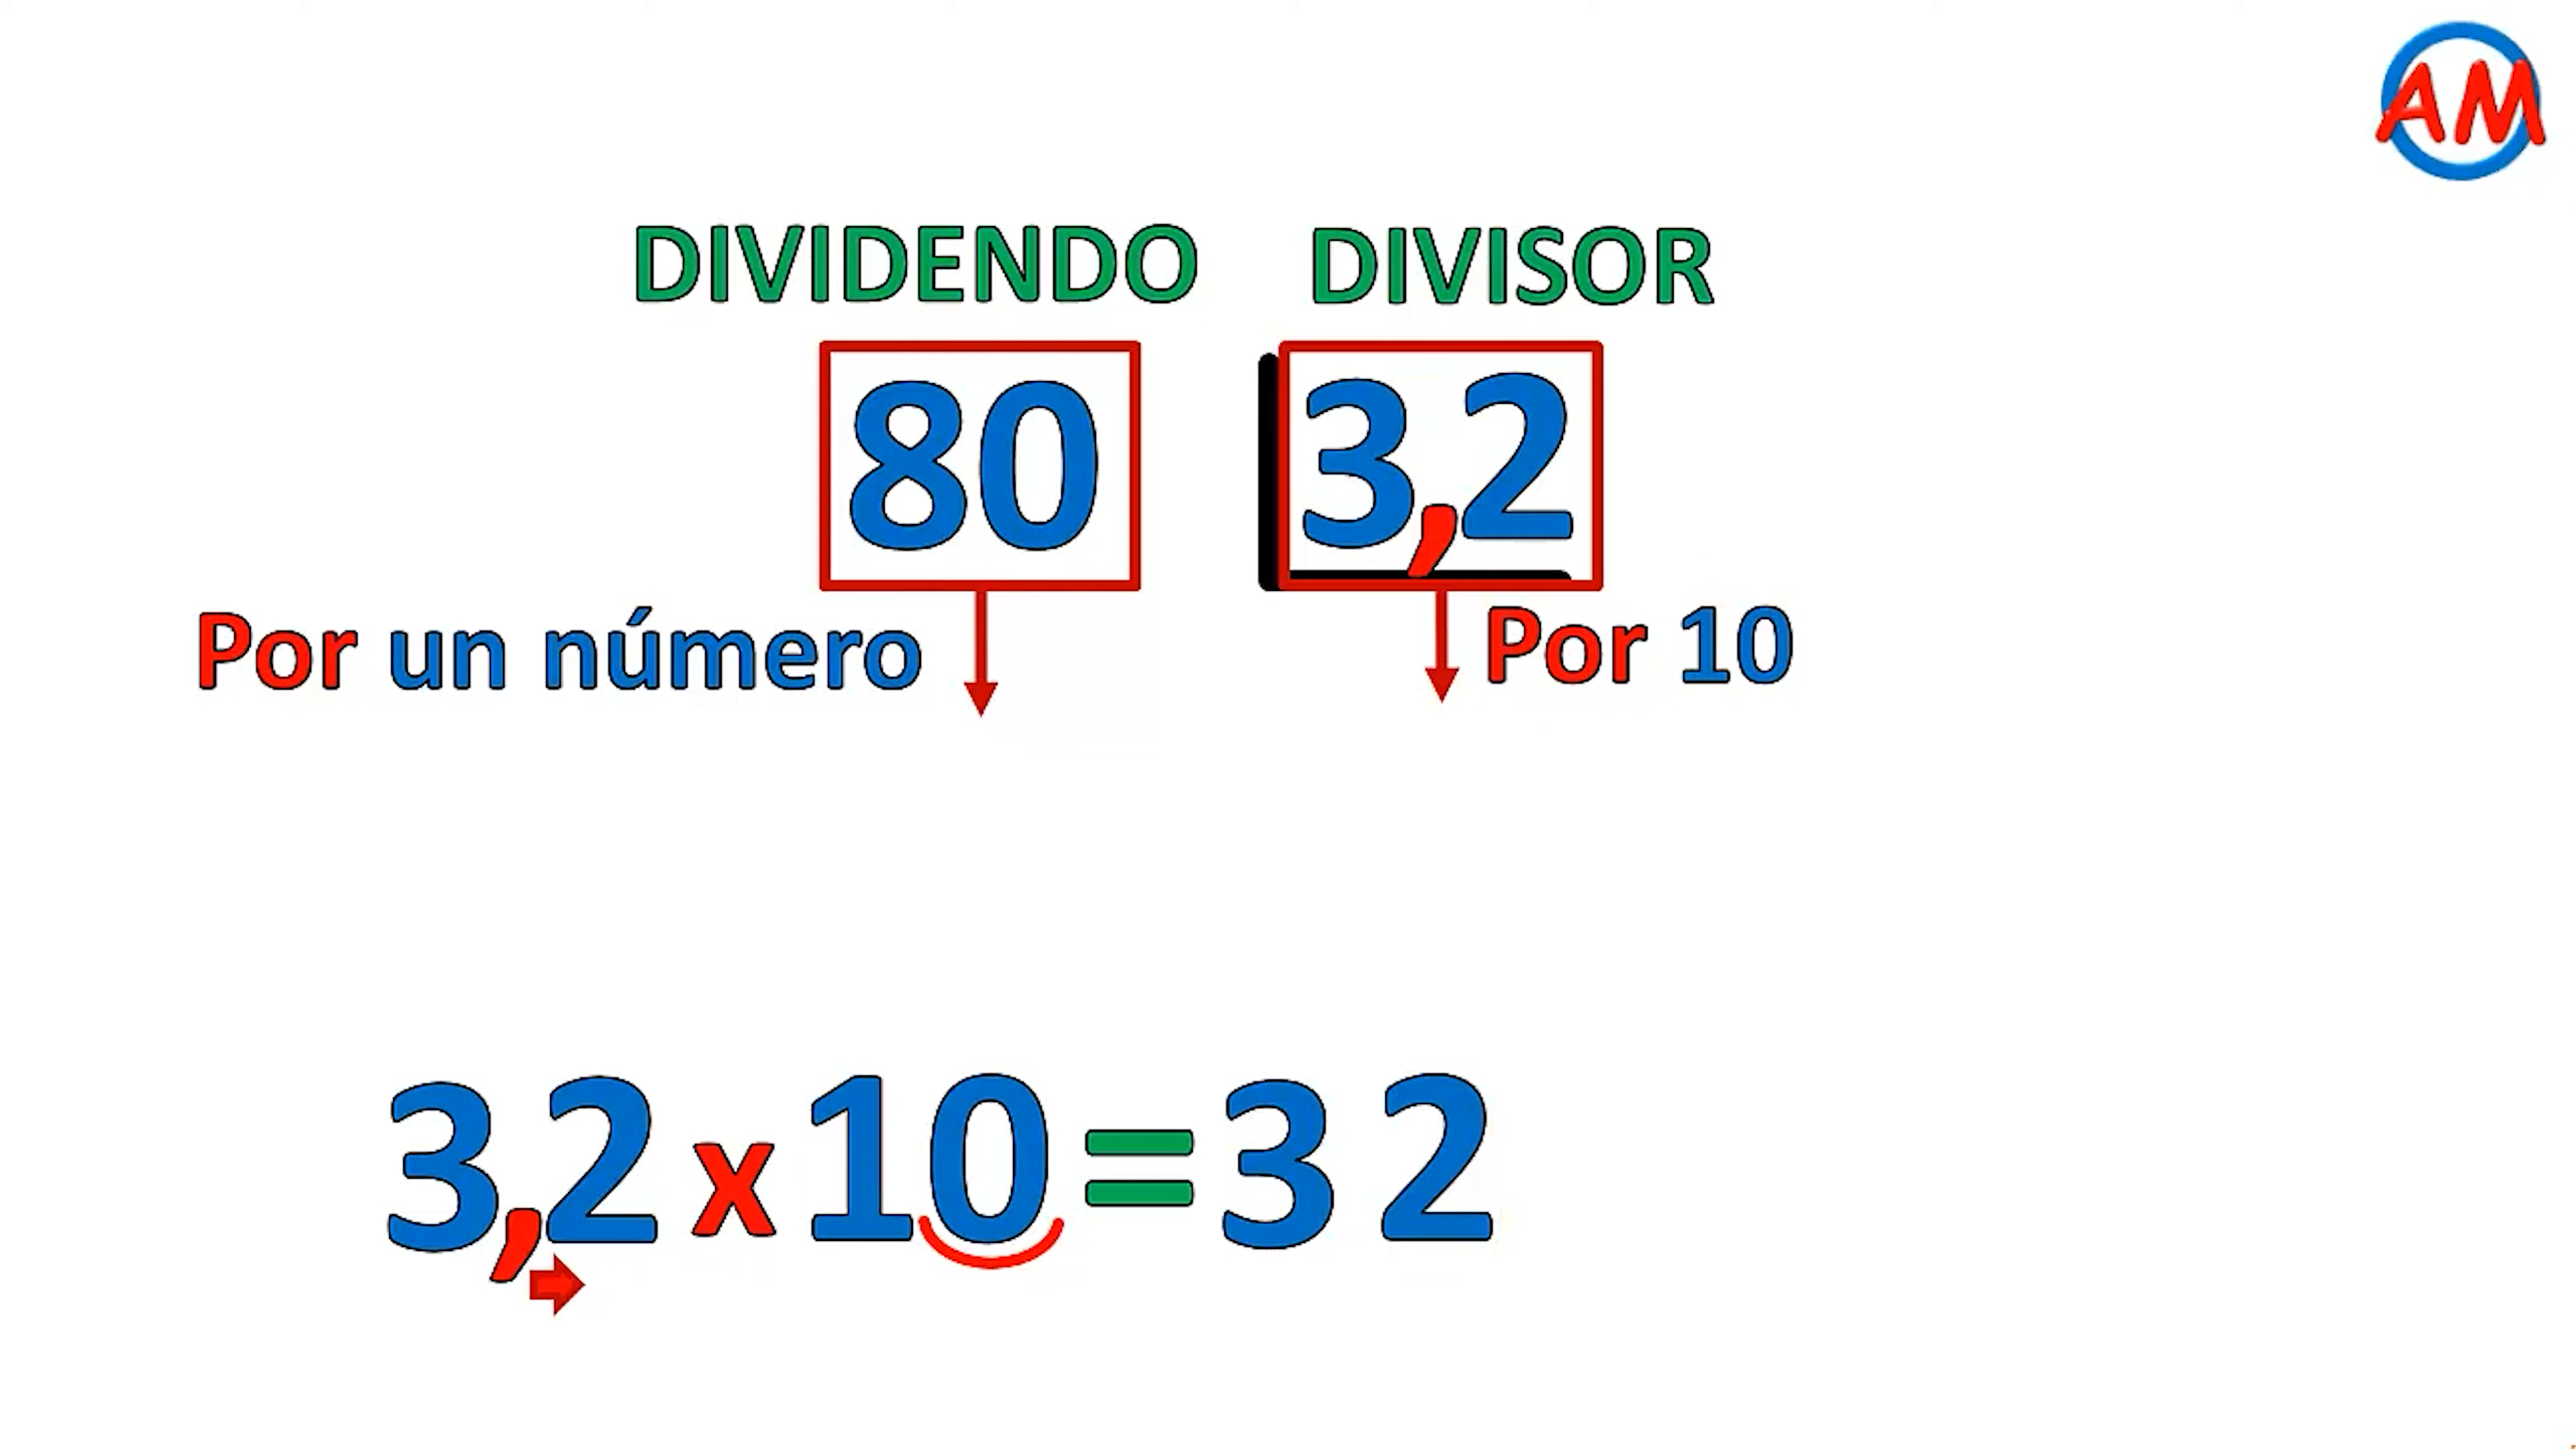 AM
DIVIDENDO DIVISOR
80 3,2
Por un número Por 10
3,2 x 10 = 32